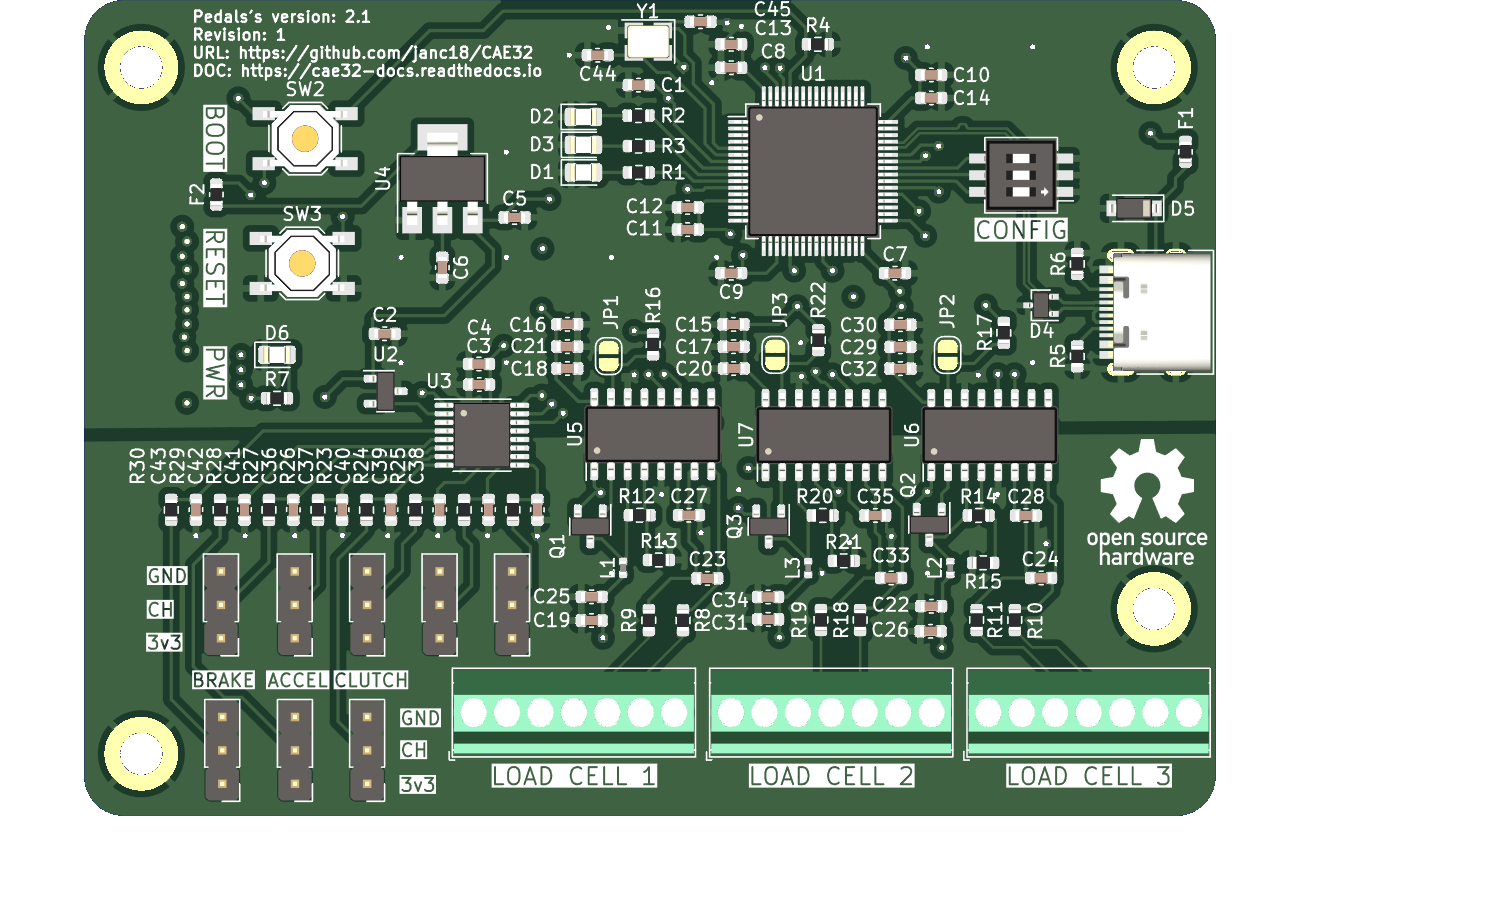 Pedals's version: 2.1
Revision: 1
URL: https://github.com/janc18/CAE32
DOC: https://cae32-docs.readthedocs.io
Y1
C45
C13
R4
C8
C44
U1
C10
C14
C1
SW2
BOOT
D2
R2
D3
R3
D1
R1
F1
U4
F2
C5
C12
C11
D5
CONFIG
SW3
RESET
C6
C7
R6
C9
C2
C4
C3
C16
C21
C18
JP1
R16
C15
C17
C20
JP3
R22
C30
C29
C32
JP2
R17
D4
R5
D6
R7
PWR
U2
U3
U5
U7
U6
R30
C43
R29
C42
R28
C41
R27
C36
R26
C37
R23
C40
R24
C39
R25
C38
Q2
R12
C27
R20
C35
R14
C28
Q1
Q3
R13
R21
open source
hardware
L1
C23
L3
C33
L2
C24
R15
GND
CH
3v3
C25
C19
R9
R8
C34
C31
R19
R18
C22
C26
R11
R10
BRAKE
ACCEL
CLUTCH
GND
CH
3v3
LOAD CELL 1
LOAD CELL 2
LOAD CELL 3